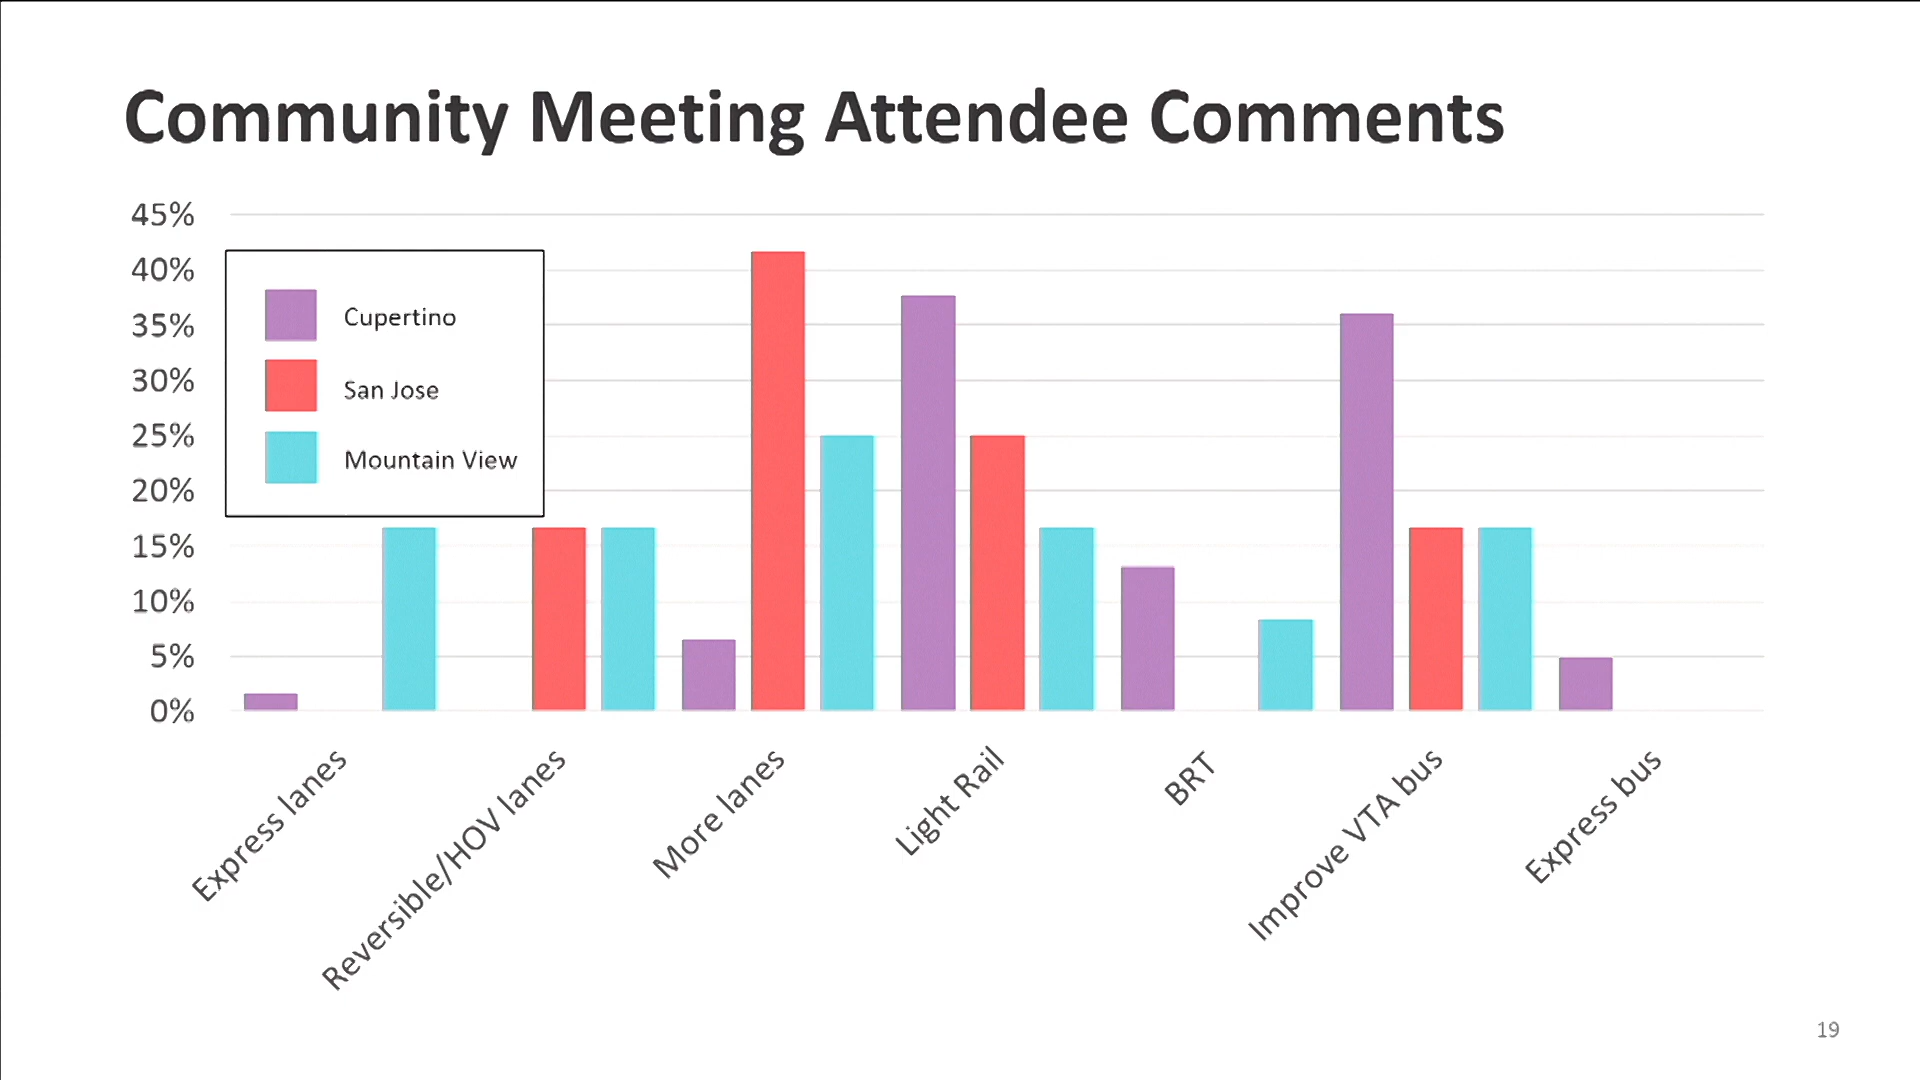 Community Meeting Attendee Comments
45%
40%
35%
30%
25%
20%
15%
10%
5%
0%
Cupertino
San Jose
Mountain View
Express lanes
Reversible/HOV lanes
More lanes
Light Rail
BRT
Improve VTA bus
Express bus
19